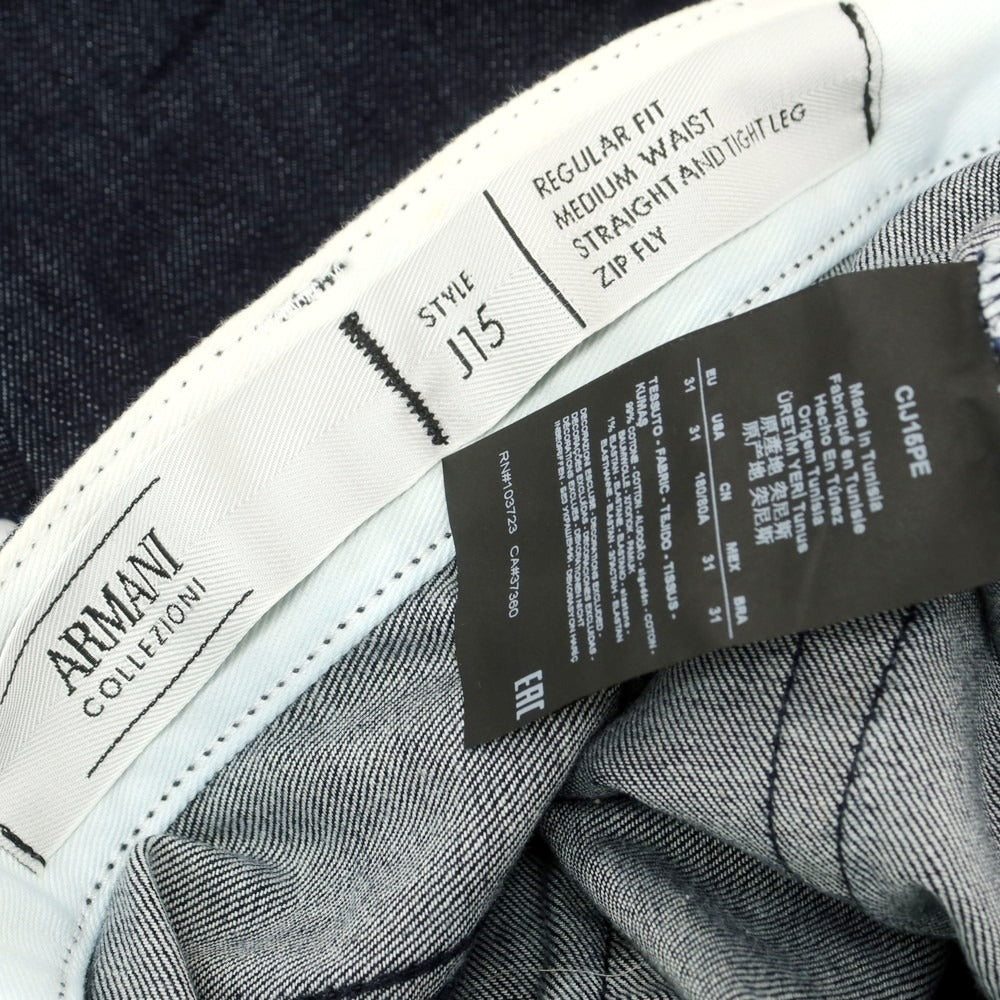 ARMANI
COLLEZIONI
STYLE
J15
REGULAR FIT
MEDIUM WAIST
STRAIGHT AND TIGHT LEG
ZIP FLY
CIJ15PE
Made in Tunisia
Fabriqué en Tunisie
Hecho En Túnez
Origem Tunísia
ÜRETİM YERİ Tunus
原產地 突尼斯
原产地 突尼斯
EU USA CN MEX BRA
31 31 180/80A 31 31
TESSUTO - FABRIC - TEJIDO - TISSUS -
KUMAŞ
RN#103723 CA#37360
EAC